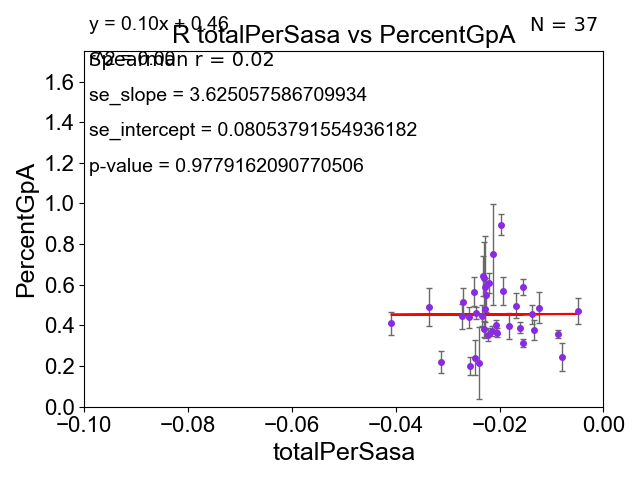 y = 0.10x + 0.46
N = 37
R totalPerSasa vs PercentGpA
Spearman r = 0.02
se_slope = 3.625057586709934
se_intercept = 0.08053791554936182
p-value = 0.9779162090770506
PercentGpA
1.6
1.4
1.2
1.0
0.8
0.6
0.4
0.2
0.0
−0.10
−0.08
−0.06
−0.04
−0.02
0.00
totalPerSasa